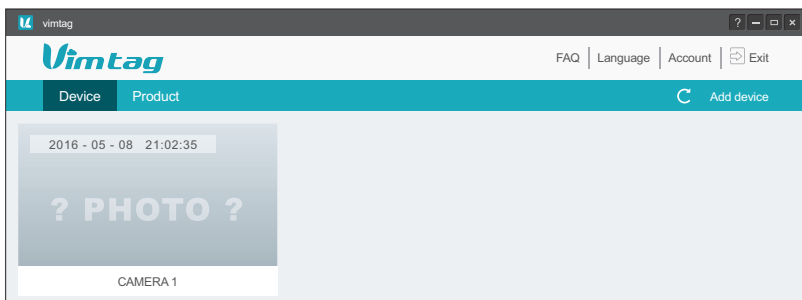 vimtag ?
Vimtag FAQ Language Account Exit
Device Product Add device
2016 - 05 - 08 21:02:35
? PHOTO ?
CAMERA 1